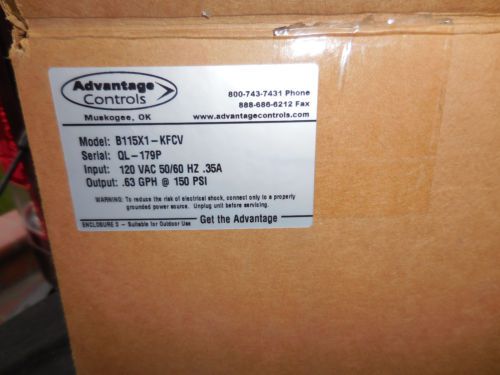 Advantage
Controls
Muskogee, OK
800-743-7431 Phone
888-686-6212 Fax
www.advantagecontrols.com
Model: B115X1-KFCV
Serial: QL-179P
Input: 120 VAC 50/60 HZ .35A
Output: .63 GPH @ 150 PSI
WARNING: To reduce the risk of electrical shock, connect only to a properly
grounded power source. Unplug unit before servicing.
ENCLOSURE 3 - Suitable for Outdoor Use
Get the Advantage